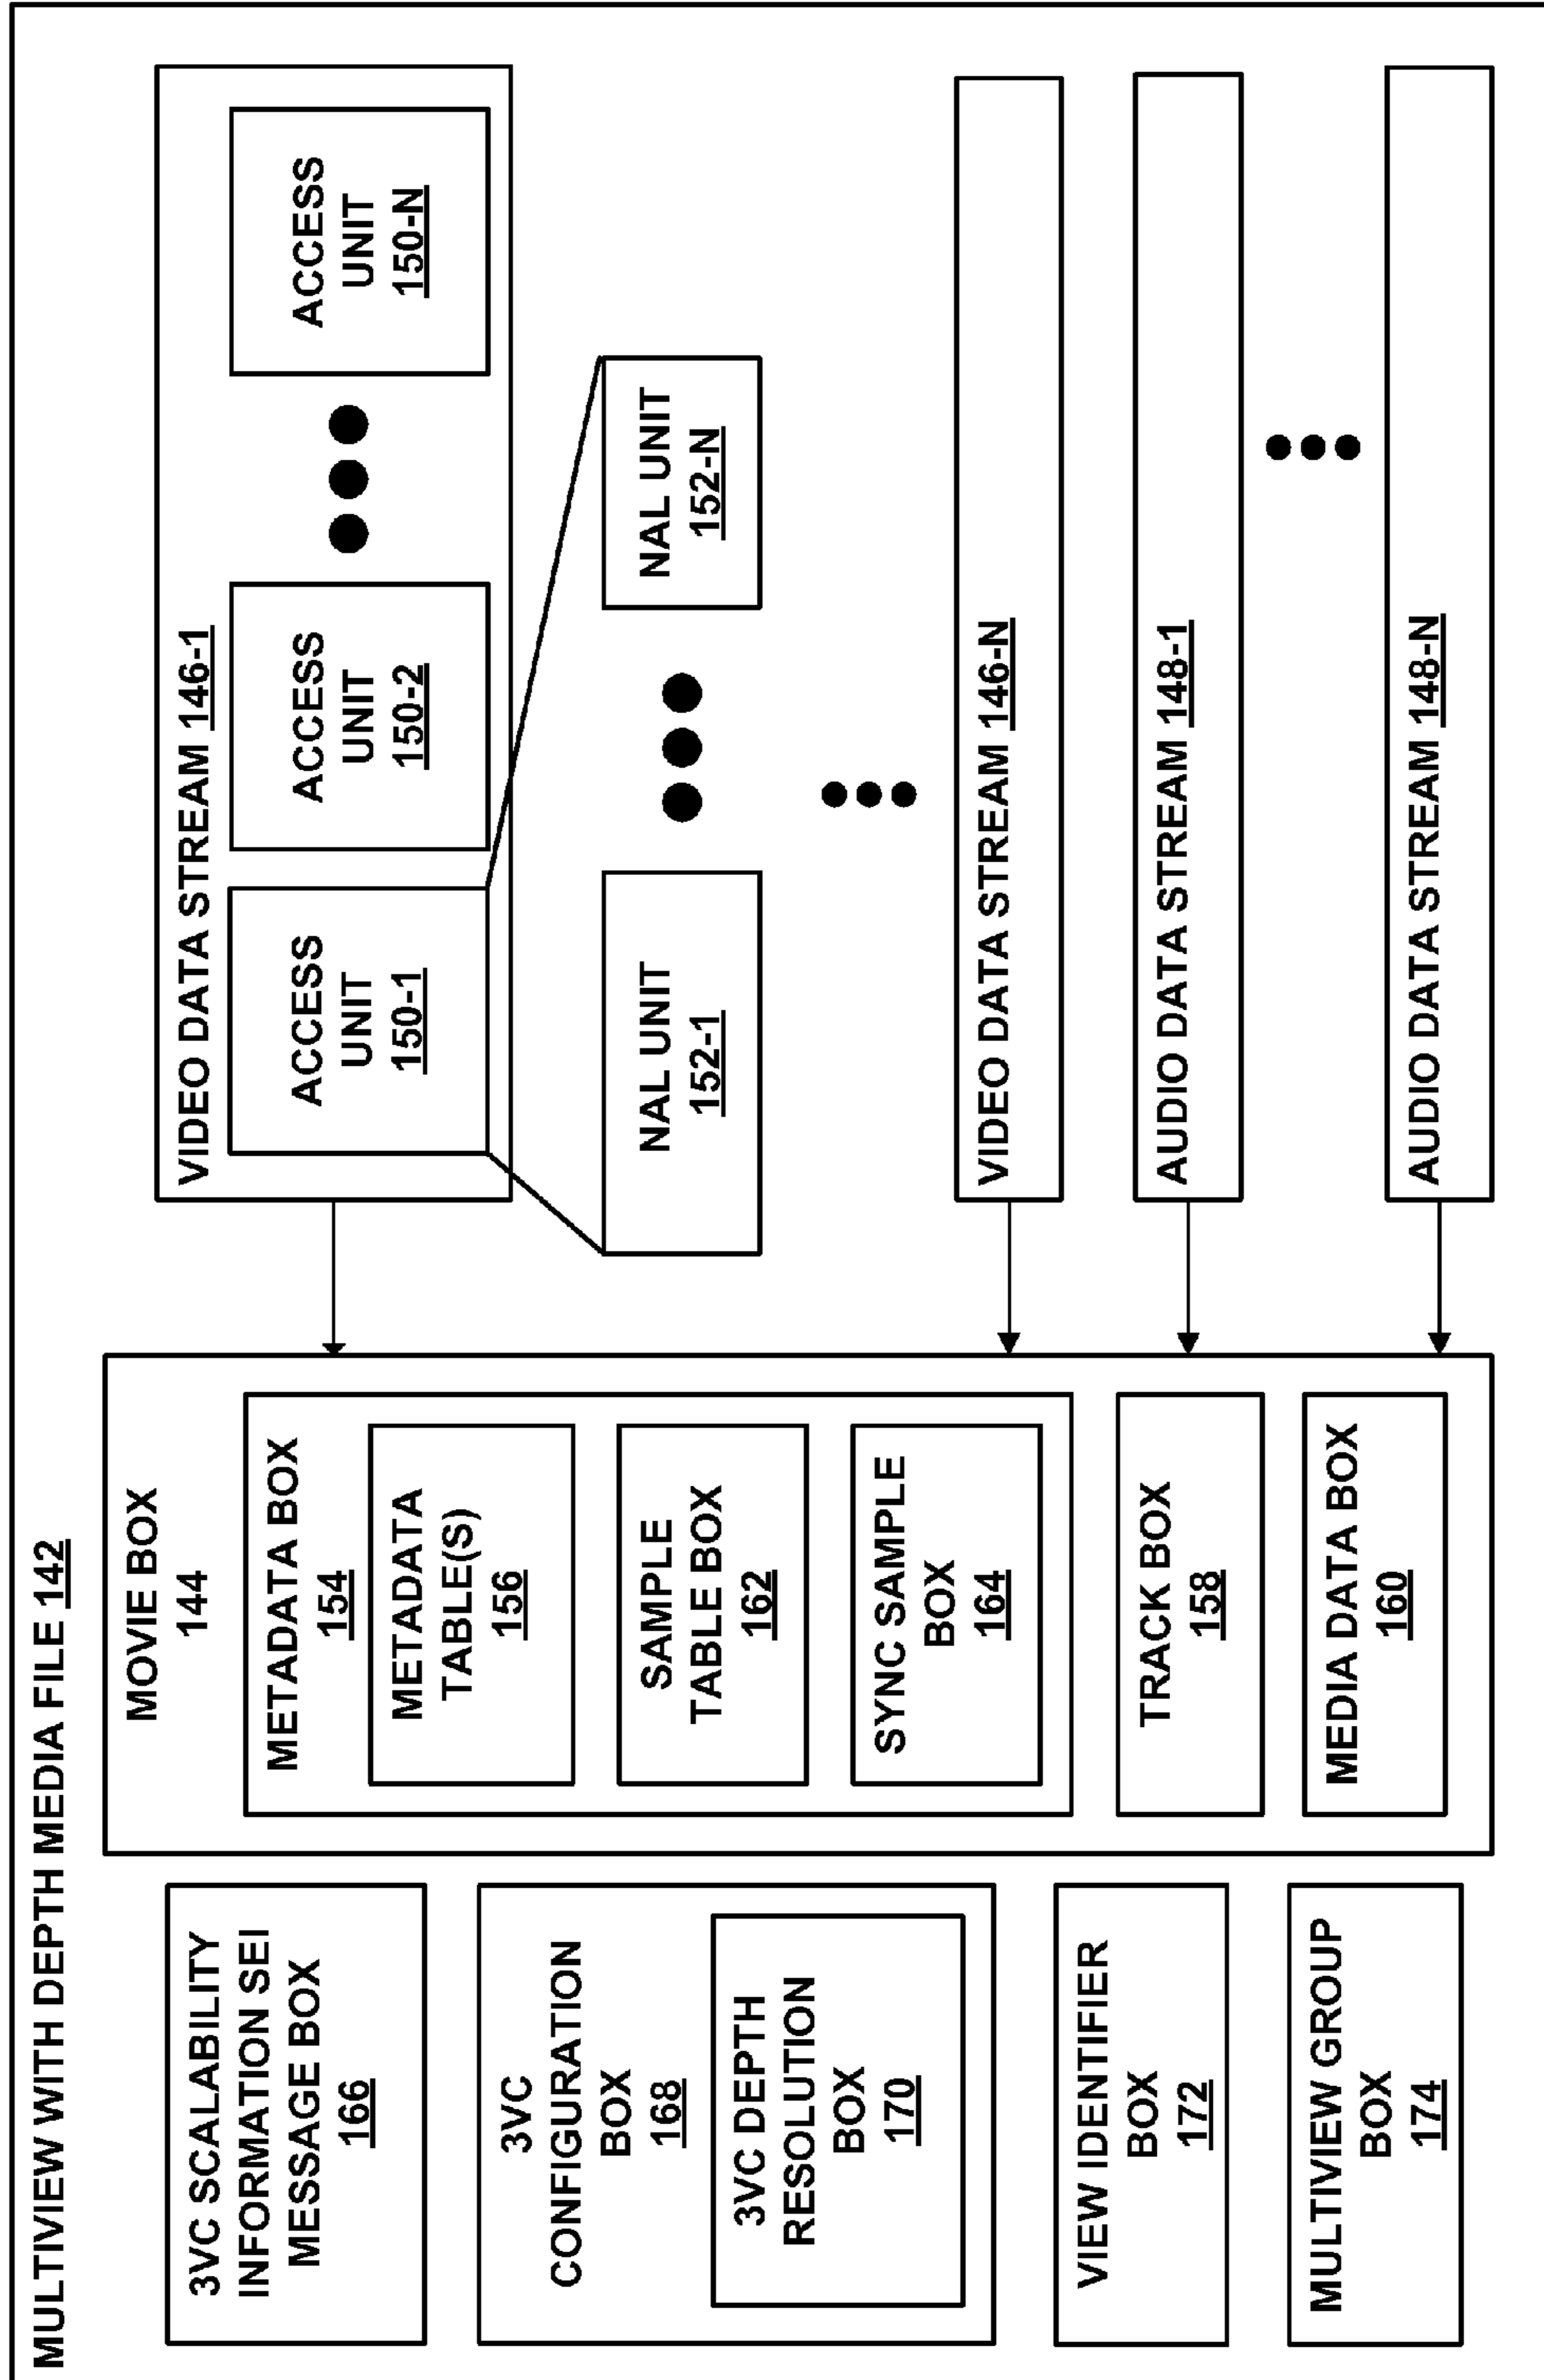 MULTIVIEW WITH DEPTH MEDIA FILE 142
3VC SCALABILITY
INFORMATION SEI
MESSAGE BOX
166
3VC
CONFIGURATION
BOX
168
3VC DEPTH
RESOLUTION
BOX
170
VIEW IDENTIFIER
BOX
172
MULTIVIEW GROUP
BOX
174
MOVIE BOX
144
METADATA BOX
154
METADATA
TABLE(S)
156
SAMPLE
TABLE BOX
162
SYNC SAMPLE
BOX
164
TRACK BOX
158
MEDIA DATA BOX
160
VIDEO DATA STREAM 146-1
ACCESS
UNIT
150-1
ACCESS
UNIT
150-2
ACCESS
UNIT
150-N
NAL UNIT
152-1
NAL UNIT
152-N
VIDEO DATA STREAM 146-N
AUDIO DATA STREAM 148-1
AUDIO DATA STREAM 148-N